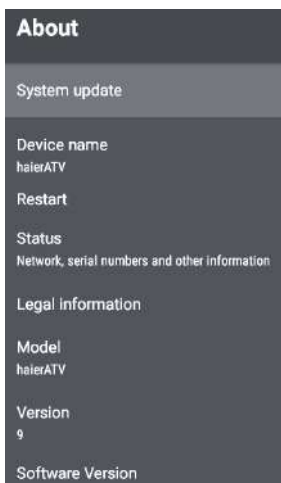 About
System update
Device name
haierATV
Restart
Status
Network, serial numbers and other information
Legal information
Model
haierATV
Version
9
Software Version